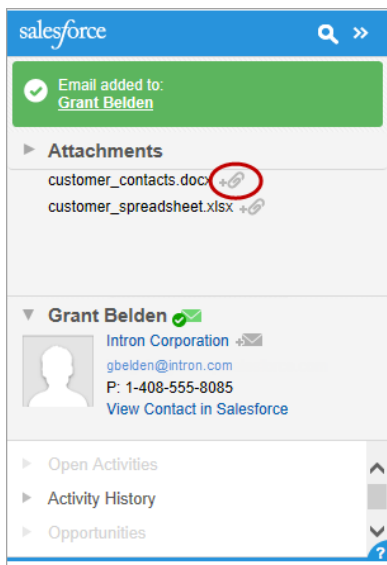 salesforce
Email added to:
Grant Belden
Attachments
customer_contacts.docx
customer_spreadsheet.xlsx
Grant Belden
Intron Corporation
gbelden@intron.com
P: 1-408-555-8085
View Contact in Salesforce
Open Activities
Activity History
Opportunities
?